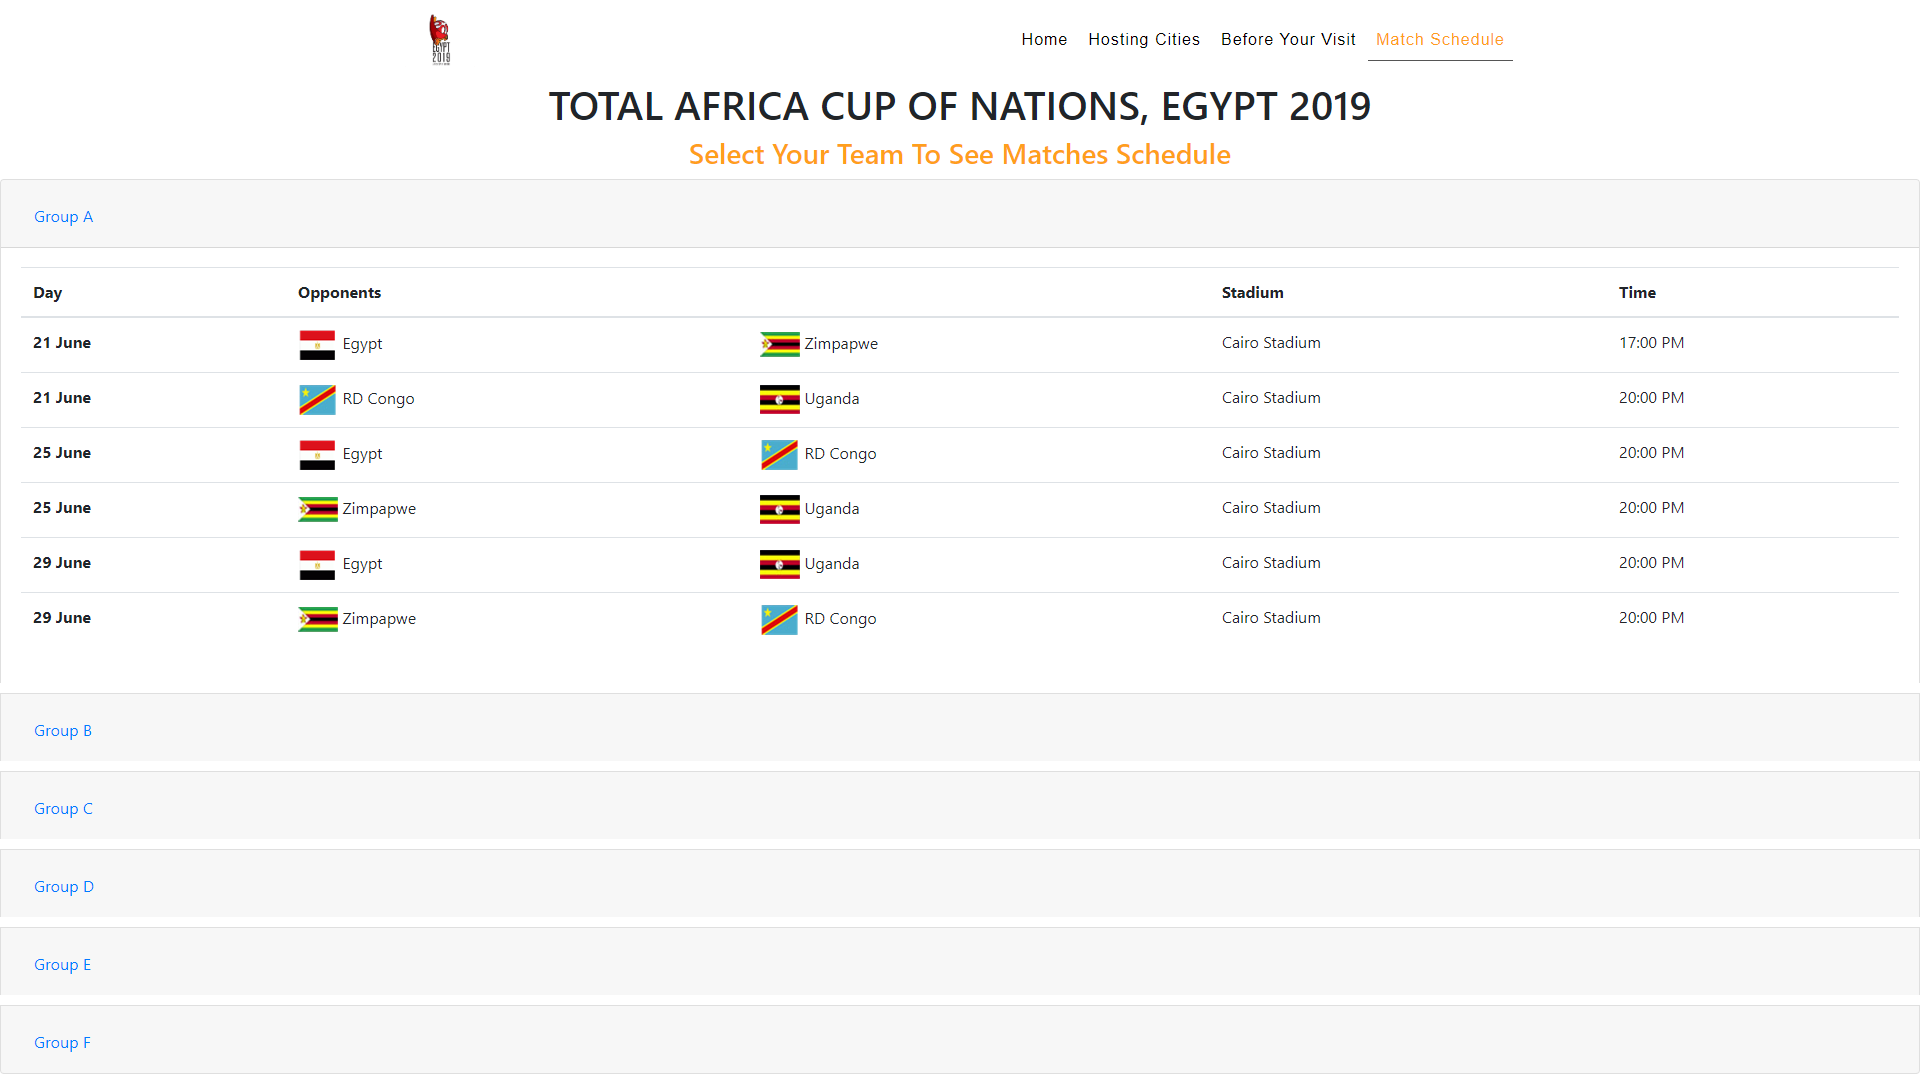 EGYPT
2019
Home Hosting Cities Before Your Visit Match Schedule
TOTAL AFRICA CUP OF NATIONS, EGYPT 2019
Select Your Team To See Matches Schedule
Group A
Day Opponents Stadium Time
21 June Egypt Zimpapwe Cairo Stadium 17:00 PM
21 June RD Congo Uganda Cairo Stadium 20:00 PM
25 June Egypt RD Congo Cairo Stadium 20:00 PM
25 June Zimpapwe Uganda Cairo Stadium 20:00 PM
29 June Egypt Uganda Cairo Stadium 20:00 PM
29 June Zimpapwe RD Congo Cairo Stadium 20:00 PM
Group B
Group C
Group D
Group E
Group F